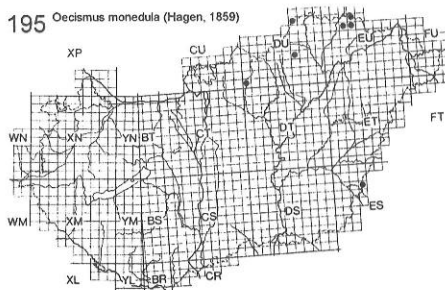 195 Oecismus monedula (Hagen, 1859)
XP CU DU EU FU
WN XN YN BT CT DT ET FT
WM XM YM BS CS DS ES
XL YL BR CR